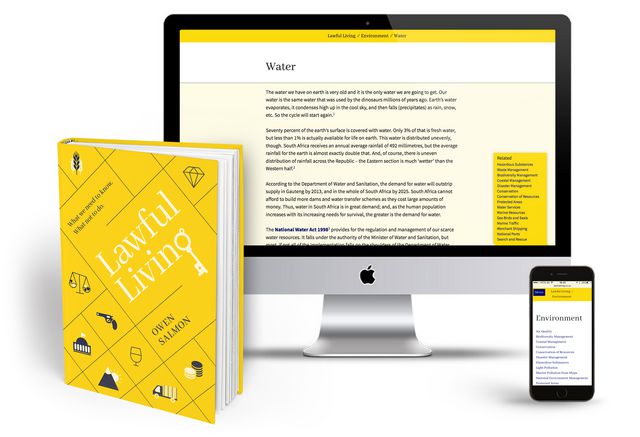 Lawful Living / Environment / Water
Water
The water we have on earth is very old and it is the only water we are going to get. Our
water is the same water that was used by the dinosaurs millions of years ago. Earth's water
evaporates, it condenses high up in the cool sky, and then falls (precipitates) as rain, snow,
etc. So the cycle will start again.¹
Seventy percent of the earth's surface is covered with water. Only 3% of that is fresh water,
but less than 1% is actually available for life on earth. This water is distributed unevenly,
though. South Africa receives an annual average rainfall of 492 millimetres, but the average
rainfall for the earth is almost exactly double that. And, of course, there is uneven
distribution of rainfall across the Republic – the Eastern section is much 'wetter' than the
Western half.²
According to the Department of Water and Sanitation, the demand for water will outstrip
supply in Gauteng by 2013, and in the whole of South Africa by 2025. South Africa cannot
afford to build more dams and water transfer schemes as they cost large amounts of
money. Thus, water in South Africa is in great demand; and, as the human population
increases with its increasing needs for survival, the greater is the demand for water.
The National Water Act 1998³ provides for the regulation and management of our scarce
water resources. It falls under the authority of the Minister of Water and Sanitation, but
most, if not all of the implementation falls on the shoulders of the Department of Water
Related
Hazardous Substances
Waste Management
Biodiversity Management
Coastal Management
Disaster Management
Conservation
Conservation of Resources
Protected Areas
Water Services
Marine Resources
Sea Birds and Seals
Marine Traffic
Merchant Shipping
National Ports
Search and Rescue
What we need to know.
What not to do.
Lawful
Living
OWEN
SALMON
Menu
Lawful Living /
Environment
Environment
Air Quality
Biodiversity Management
Coastal Management
Conservation
Conservation of Resources
Disaster Management
Hazardous Substances
Light Pollution
Marine Pollution from Ships
National Environment Management
Protected Areas